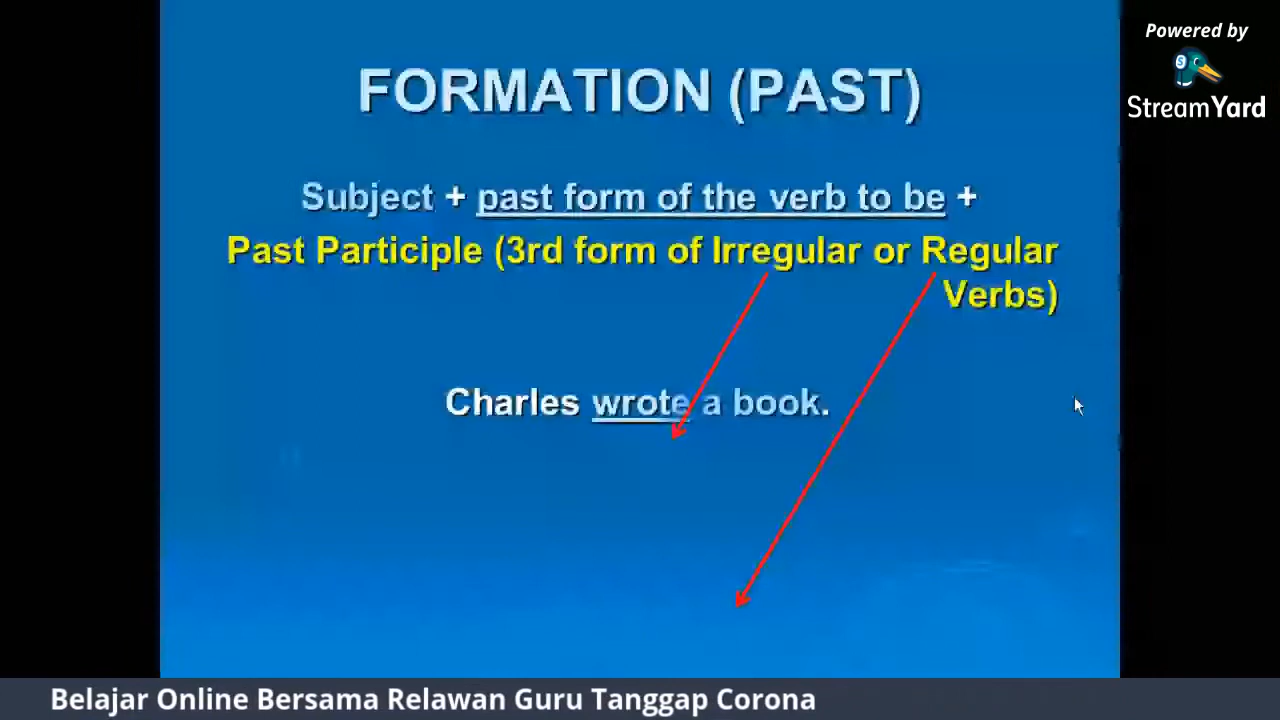 Powered by
StreamYard
FORMATION (PAST)
Subject + past form of the verb to be +
Past Participle (3rd form of Irregular or Regular
Verbs)
Charles wrote a book.
Belajar Online Bersama Relawan Guru Tanggap Corona